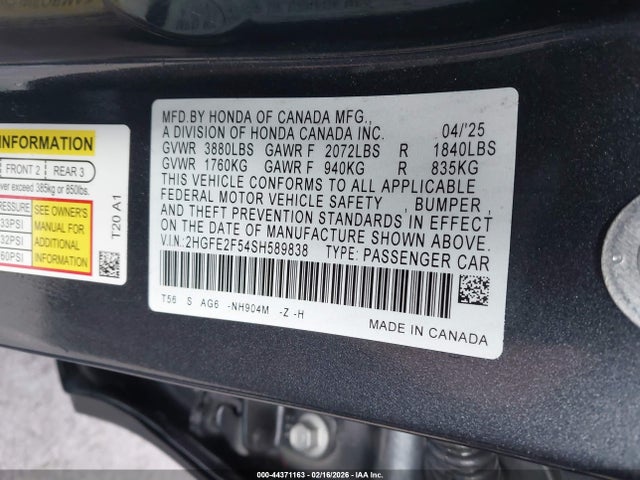 MFD.BY HONDA OF CANADA MFG.,
A DIVISION OF HONDA CANADA INC. 04/'25
GVWR 3880LBS GAWR F 2072LBS R 1840LBS
GVWR 1760KG GAWR F 940KG R 835KG
THIS VEHICLE CONFORMS TO ALL APPLICABLE
FEDERAL MOTOR VEHICLE SAFETY , BUMPER ,
AND THEFT PREVENTION STANDARDS IN EFFECT
ON THE DATE OF MANUFACTURE SHOWN ABOVE.
V.I.N.: 2HGFE2F54SH589838 TYPE: PASSENGER CAR
T56 S AG6 -NH904M -Z -H
MADE IN CANADA
INFORMATION
FRONT 2 REAR 3
ver exceed 385kg or 850lbs.
PRESSURE
33PSI
32PSI
60PSI
SEE OWNER'S
MANUAL FOR
ADDITIONAL
INFORMATION
T20 A1
000-44371163 | 02/16/2026 - IAA Inc.